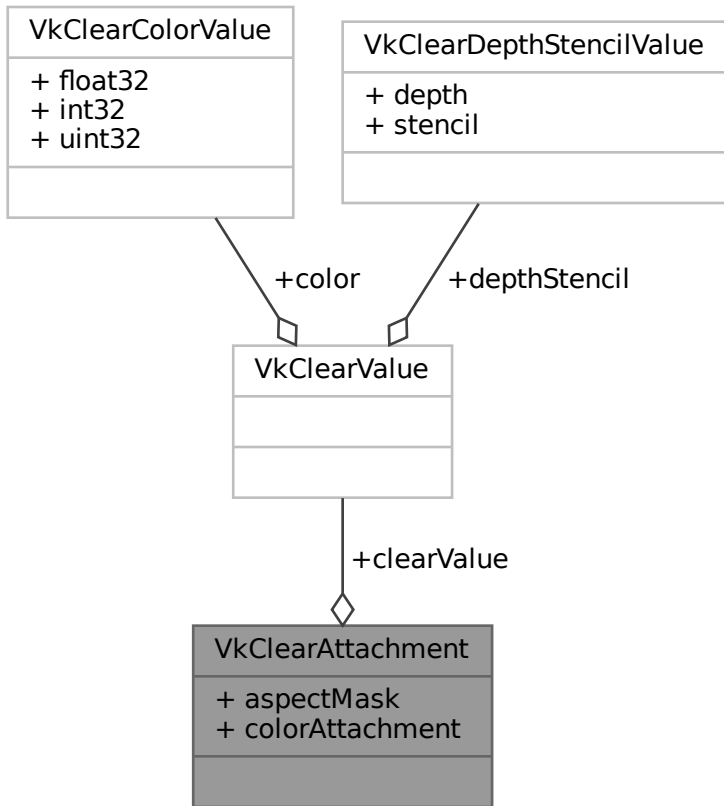 VkClearColorValue
+ float32
+ int32
+ uint32
VkClearDepthStencilValue
+ depth
+ stencil
+color
+depthStencil
VkClearValue
+clearValue
VkClearAttachment
+ aspectMask
+ colorAttachment